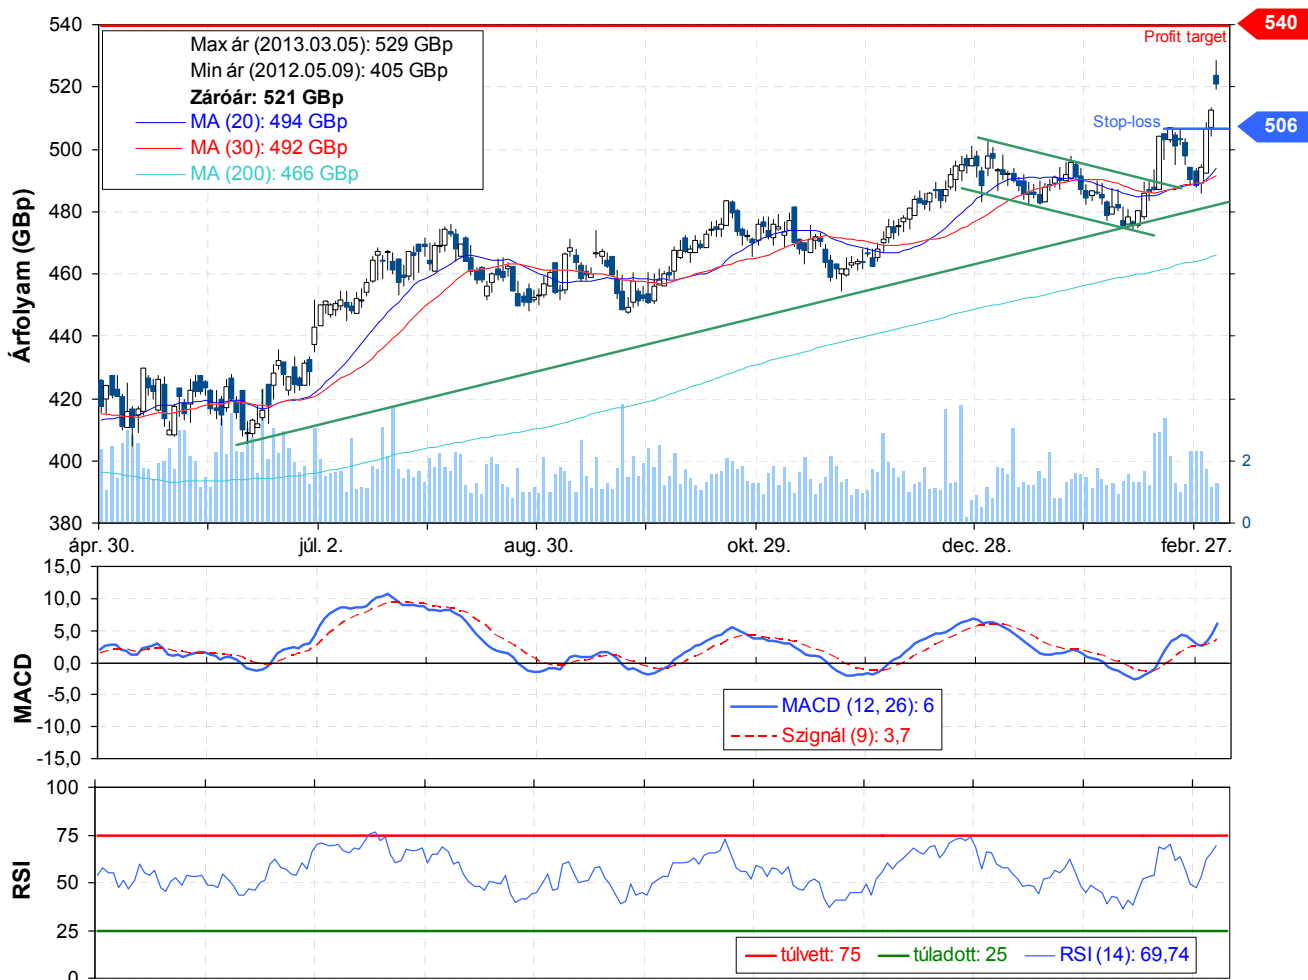 540
Profit target
Max ár (2013.03.05): 529 GBp
Min ár (2012.05.09): 405 GBp
Záróár: 521 GBp
MA (20): 494 GBp
MA (30): 492 GBp
MA (200): 466 GBp
Stop-loss
506
Árfolyam (GBp)
540
520
500
480
460
440
420
400
380
2
0
ápr. 30.
júl. 2.
aug. 30.
okt. 29.
dec. 28.
febr. 27.
MACD
15,0
10,0
5,0
0,0
-5,0
-10,0
-15,0
MACD (12, 26): 6
Szignál (9): 3,7
RSI
100
75
50
25
0
túlvett: 75
túladott: 25
RSI (14): 69,74